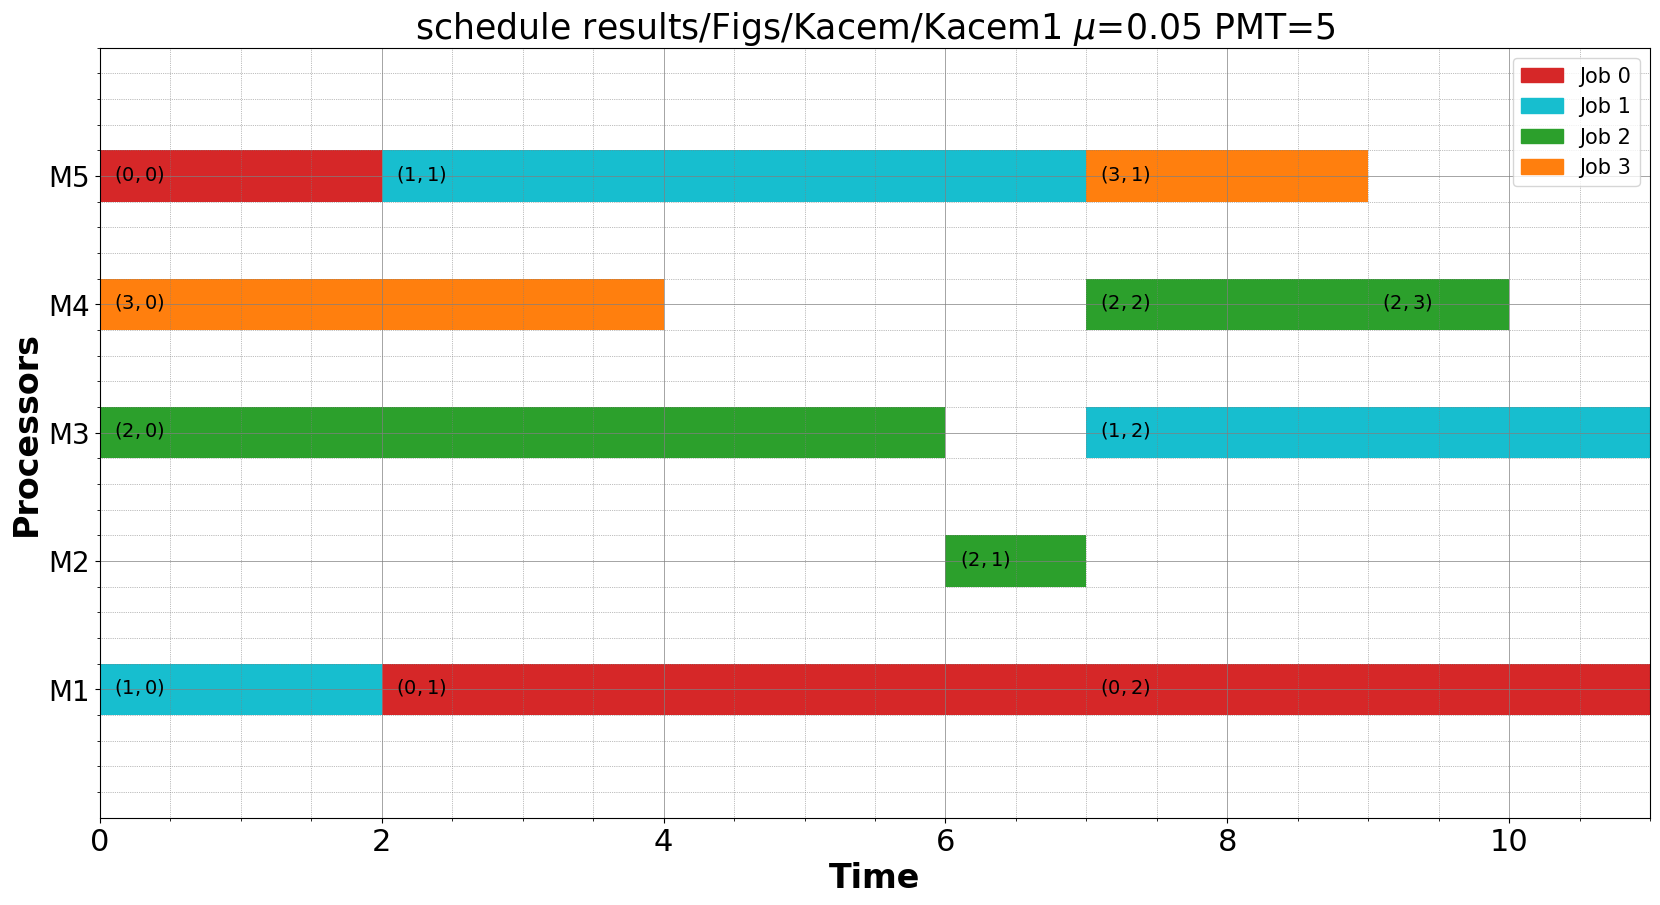 schedule results/Figs/Kacem/Kacem1 μ=0.05 PMT=5
Job 0
Job 1
Job 2
Job 3
M5
(0, 0)
(1, 1)
(3, 1)
M4
(3, 0)
(2, 2)
(2, 3)
M3
(2, 0)
(1, 2)
M2
(2, 1)
M1
(1, 0)
(0, 1)
(0, 2)
Processors
0 2 4 6 8 10
Time